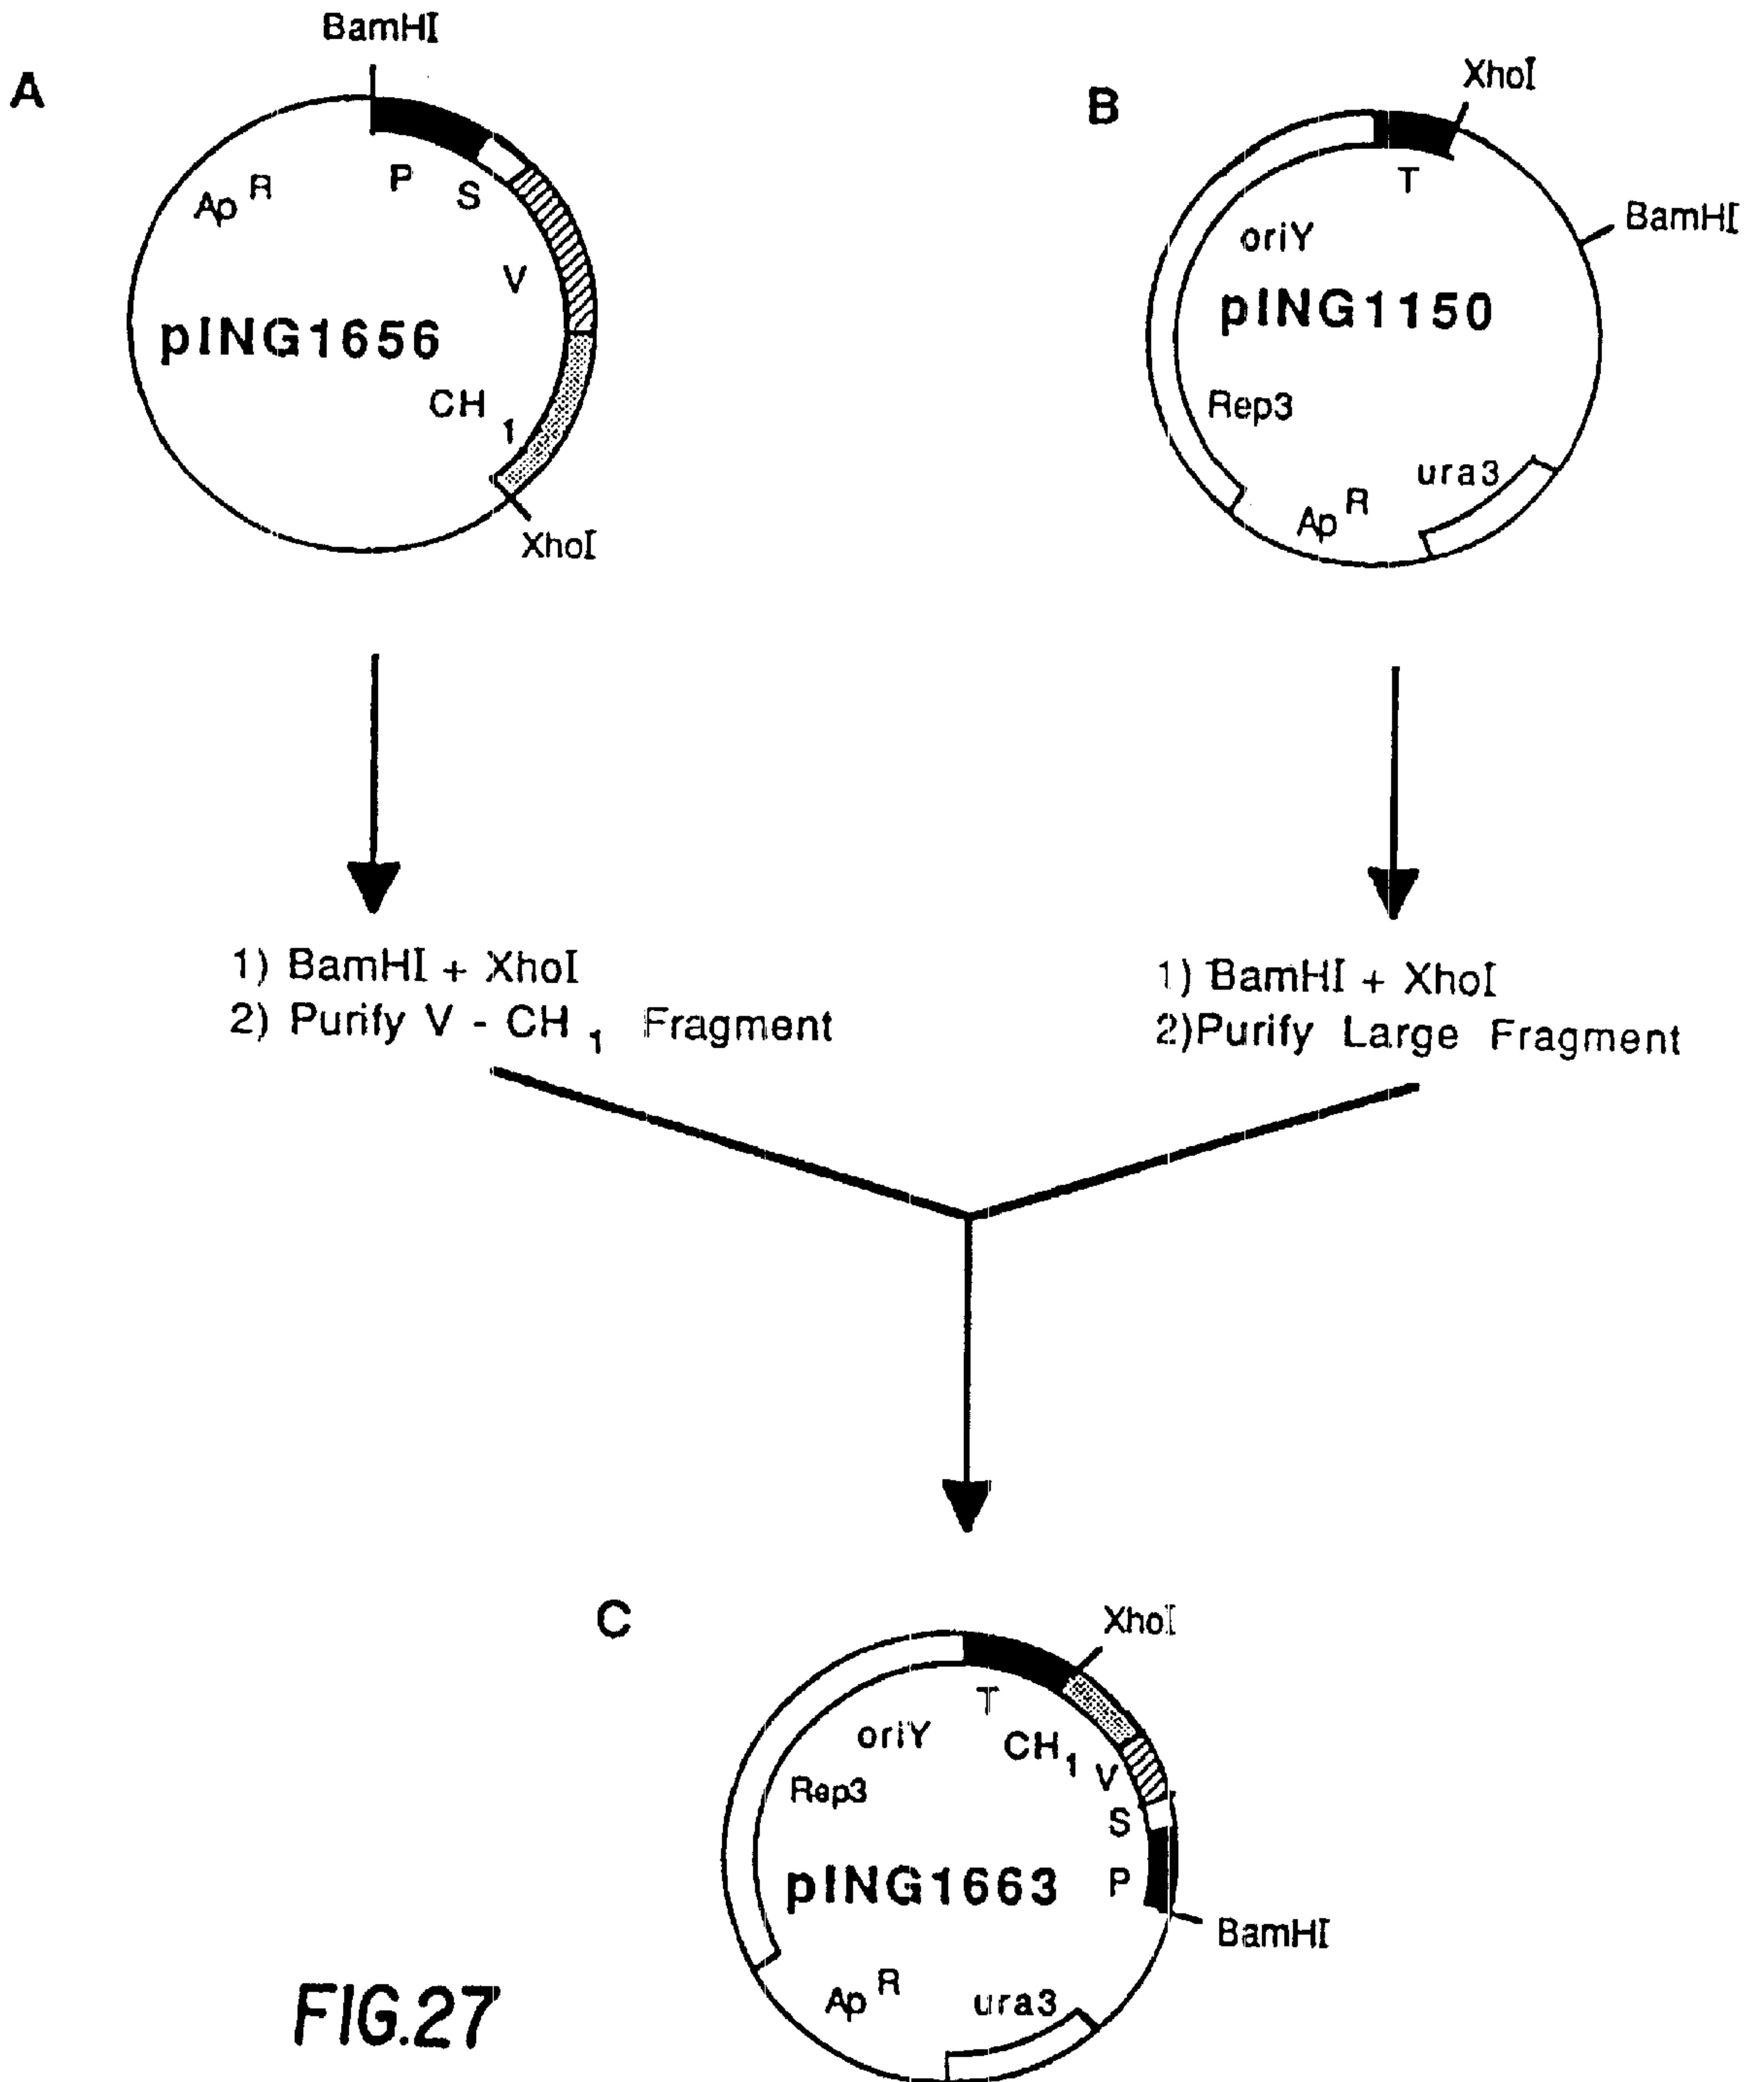 A
BamHI
Ap R
P
S
V
pING1656
CH 1
XhoI
B
XhoI
T
BamHI
oriY
pING1150
Rep3
ura3
Ap R
1) BamHI + XhoI
2) Purify V - CH 1 Fragment
1) BamHI + XhoI
2)Purify Large Fragment
C
XhoI
T
oriY
CH 1
V
Rep3
S
pING1663
P
BamHI
Ap R
ura3
FIG.27